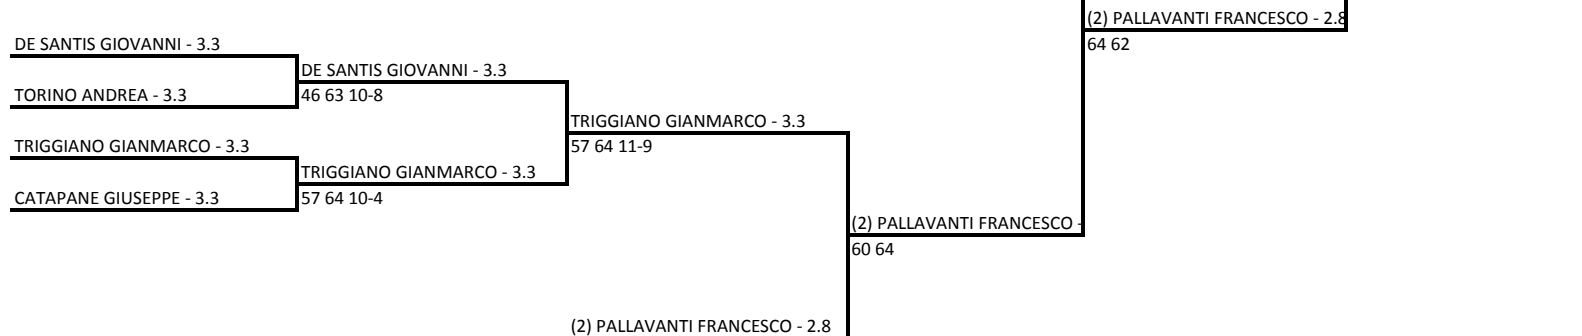 (2) PALLAVANTI FRANCESCO - 2.8
64 62
DE SANTIS GIOVANNI - 3.3
DE SANTIS GIOVANNI - 3.3
46 63 10-8
TORINO ANDREA - 3.3
TRIGGIANO GIANMARCO - 3.3
57 64 11-9
TRIGGIANO GIANMARCO - 3.3
TRIGGIANO GIANMARCO - 3.3
57 64 10-4
CATAPANE GIUSEPPE - 3.3
(2) PALLAVANTI FRANCESCO -
60 64
(2) PALLAVANTI FRANCESCO - 2.8